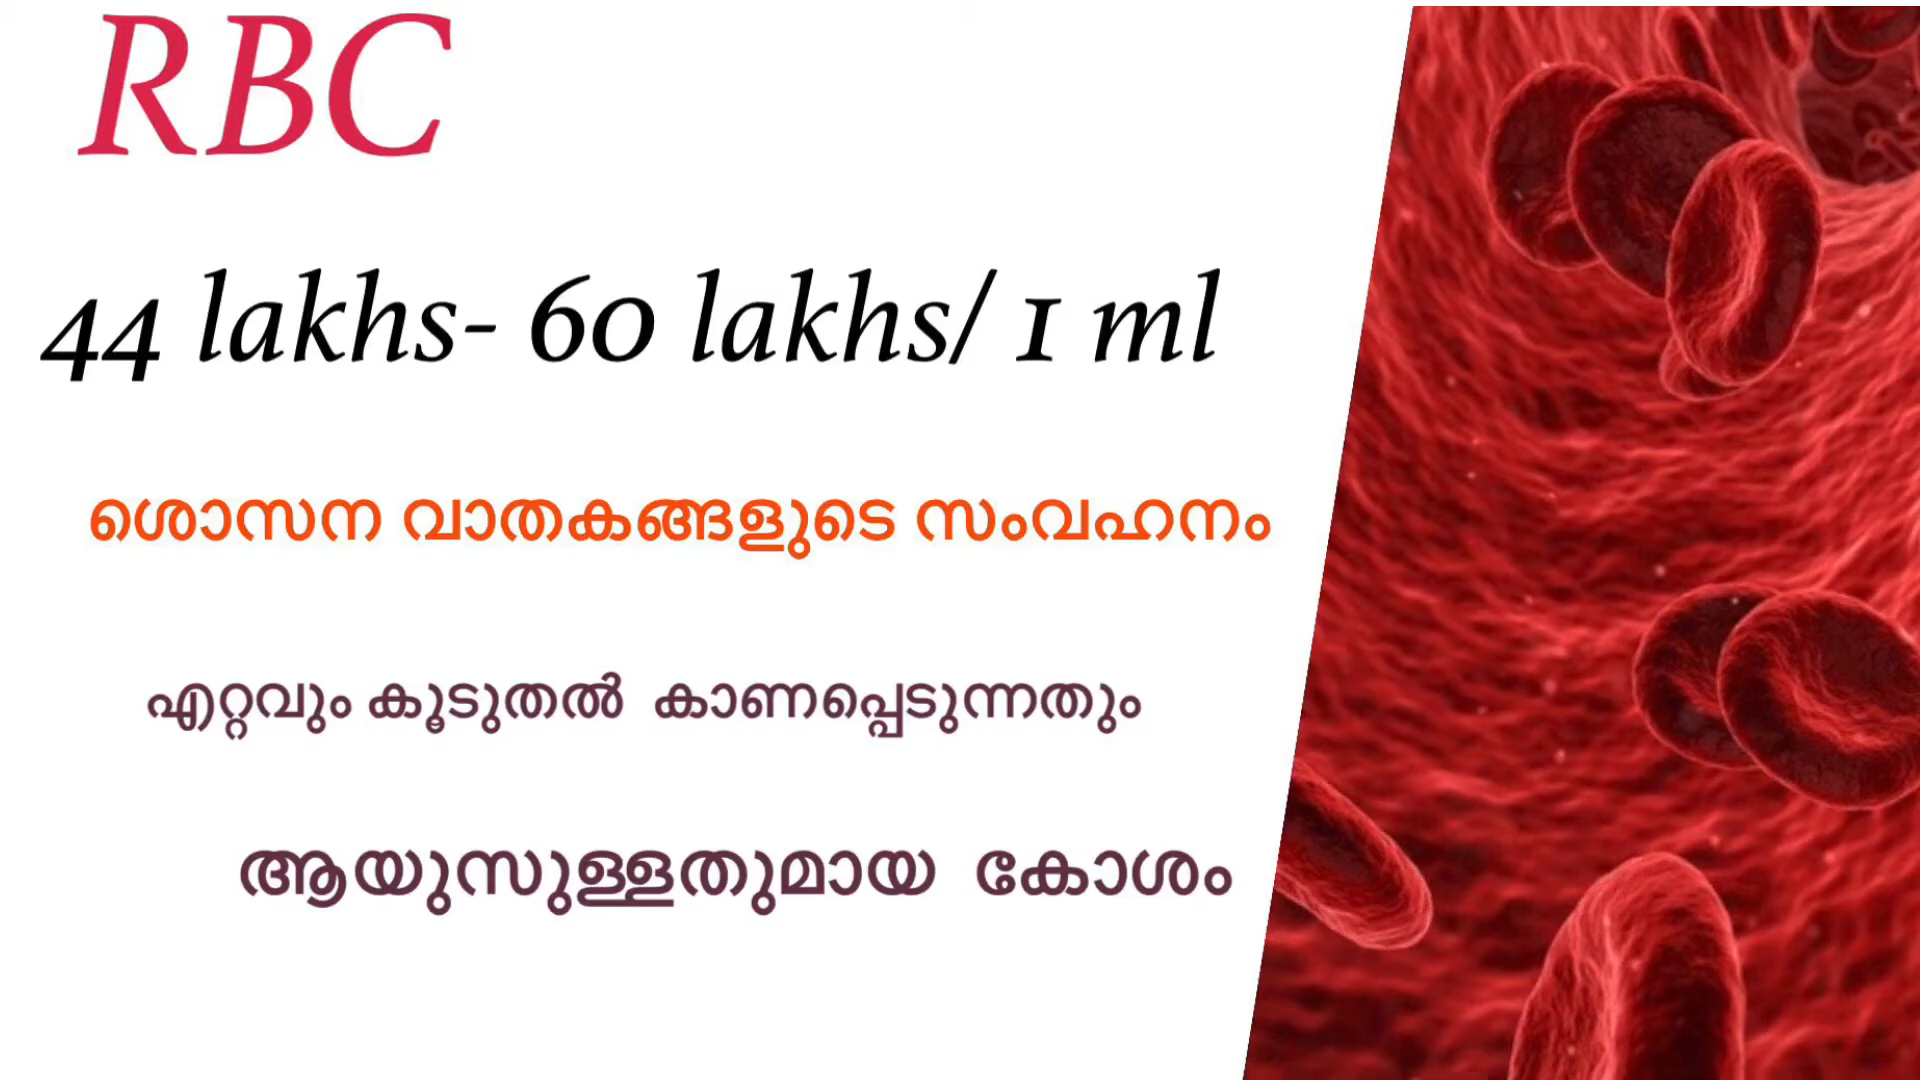 RBC
44 lakhs- 60 lakhs/ 1 ml
ശൊസന വാതകങ്ങളുടെ സംവഹനം
എറ്റവും കൂടുതൽ കാണപ്പെടുന്നതും
ആയുസുള്ളതുമായ കോശം